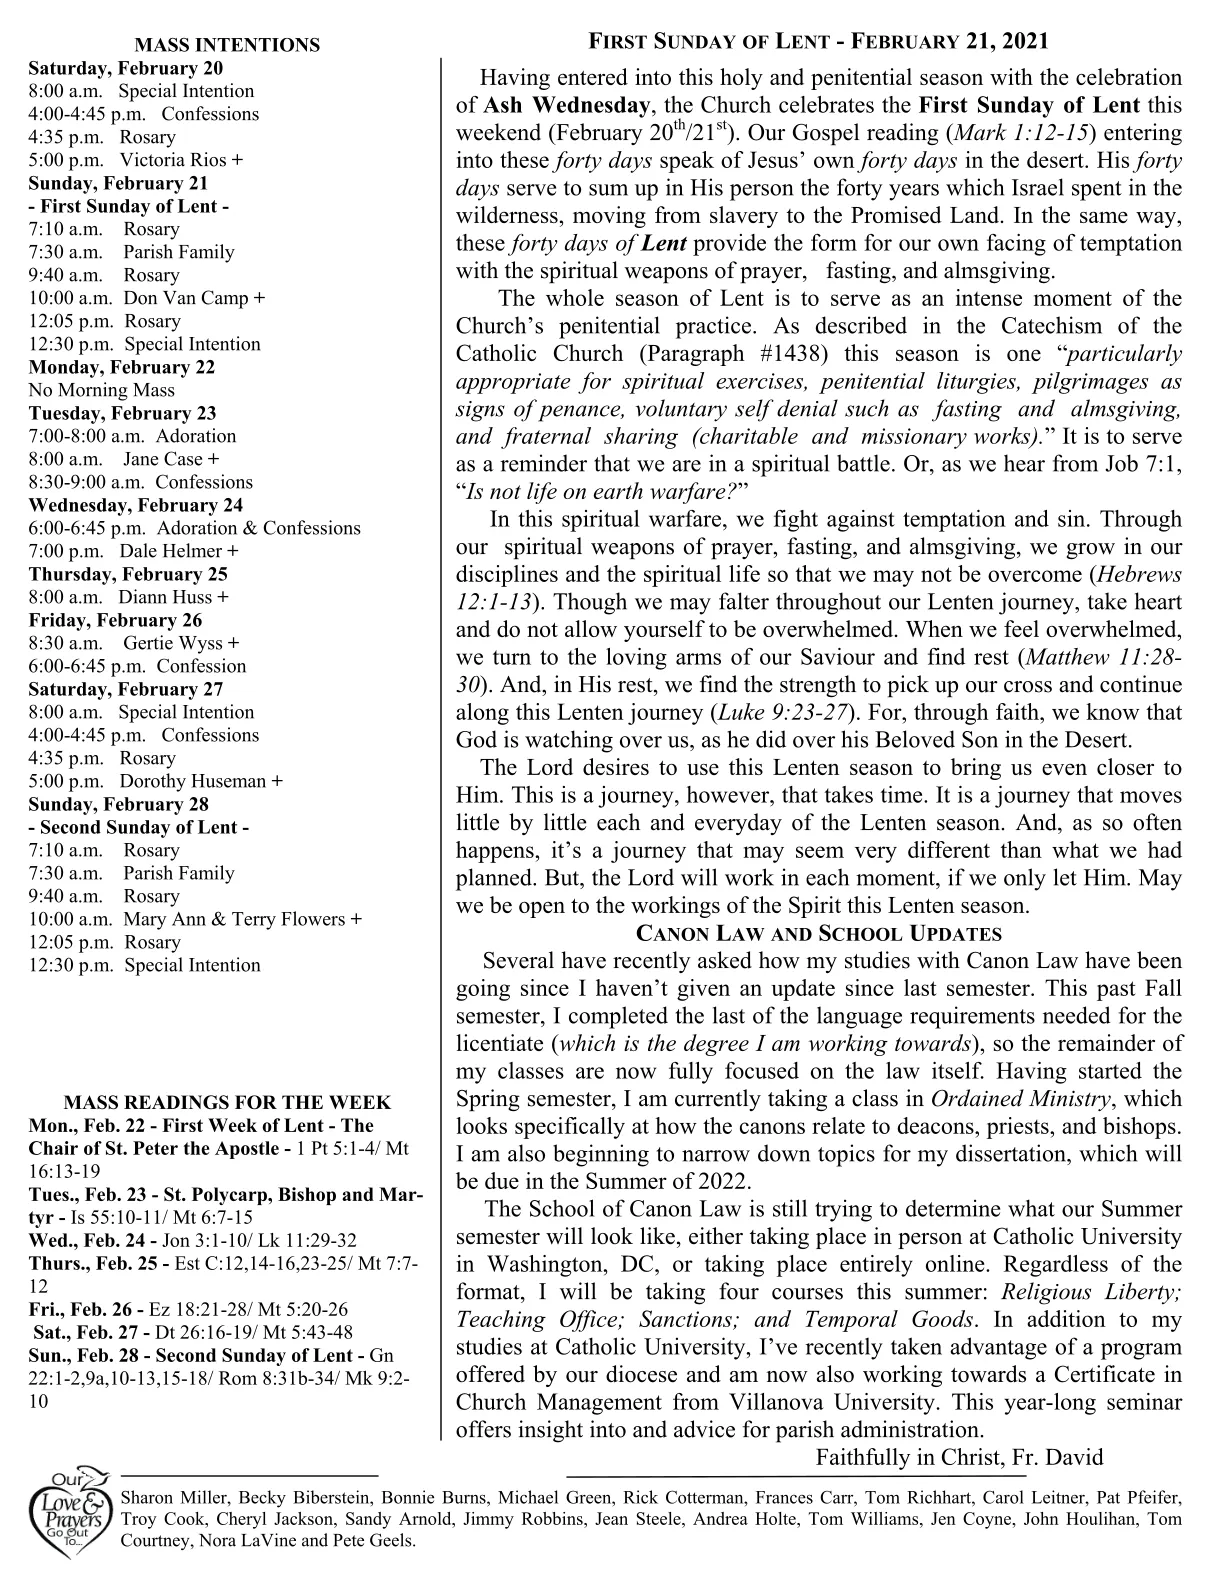 MASS INTENTIONS
Saturday, February 20
8:00 a.m. Special Intention
4:00-4:45 p.m. Confessions
4:35 p.m. Rosary
5:00 p.m. Victoria Rios +
Sunday, February 21
- First Sunday of Lent -
7:10 a.m. Rosary
7:30 a.m. Parish Family
9:40 a.m. Rosary
10:00 a.m. Don Van Camp +
12:05 p.m. Rosary
12:30 p.m. Special Intention
Monday, February 22
No Morning Mass
Tuesday, February 23
7:00-8:00 a.m. Adoration
8:00 a.m. Jane Case +
8:30-9:00 a.m. Confessions
Wednesday, February 24
6:00-6:45 p.m. Adoration & Confessions
7:00 p.m. Dale Helmer +
Thursday, February 25
8:00 a.m. Diann Huss +
Friday, February 26
8:30 a.m. Gertie Wyss +
6:00-6:45 p.m. Confession
Saturday, February 27
8:00 a.m. Special Intention
4:00-4:45 p.m. Confessions
4:35 p.m. Rosary
5:00 p.m. Dorothy Huseman +
Sunday, February 28
- Second Sunday of Lent -
7:10 a.m. Rosary
7:30 a.m. Parish Family
9:40 a.m. Rosary
10:00 a.m. Mary Ann & Terry Flowers +
12:05 p.m. Rosary
12:30 p.m. Special Intention
MASS READINGS FOR THE WEEK
Mon., Feb. 22 - First Week of Lent - The
Chair of St. Peter the Apostle - 1 Pt 5:1-4/ Mt
16:13-19
Tues., Feb. 23 - St. Polycarp, Bishop and Mar-
tyr - Is 55:10-11/ Mt 6:7-15
Wed., Feb. 24 - Jon 3:1-10/ Lk 11:29-32
Thurs., Feb. 25 - Est C:12,14-16,23-25/ Mt 7:7-
12
Fri., Feb. 26 - Ez 18:21-28/ Mt 5:20-26
Sat., Feb. 27 - Dt 26:16-19/ Mt 5:43-48
Sun., Feb. 28 - Second Sunday of Lent - Gn
22:1-2,9a,10-13,15-18/ Rom 8:31b-34/ Mk 9:2-
10
FIRST SUNDAY OF LENT - FEBRUARY 21, 2021
Having entered into this holy and penitential season with the celebration
of Ash Wednesday, the Church celebrates the First Sunday of Lent this
weekend (February 20th/21st). Our Gospel reading (Mark 1:12-15) entering
into these forty days speak of Jesus’ own forty days in the desert. His forty
days serve to sum up in His person the forty years which Israel spent in the
wilderness, moving from slavery to the Promised Land. In the same way,
these forty days of Lent provide the form for our own facing of temptation
with the spiritual weapons of prayer, fasting, and almsgiving.
The whole season of Lent is to serve as an intense moment of the
Church’s penitential practice. As described in the Catechism of the
Catholic Church (Paragraph #1438) this season is one “particularly
appropriate for spiritual exercises, penitential liturgies, pilgrimages as
signs of penance, voluntary self denial such as fasting and almsgiving,
and fraternal sharing (charitable and missionary works).” It is to serve
as a reminder that we are in a spiritual battle. Or, as we hear from Job 7:1,
“Is not life on earth warfare?”
In this spiritual warfare, we fight against temptation and sin. Through
our spiritual weapons of prayer, fasting, and almsgiving, we grow in our
disciplines and the spiritual life so that we may not be overcome (Hebrews
12:1-13). Though we may falter throughout our Lenten journey, take heart
and do not allow yourself to be overwhelmed. When we feel overwhelmed,
we turn to the loving arms of our Saviour and find rest (Matthew 11:28-
30). And, in His rest, we find the strength to pick up our cross and continue
along this Lenten journey (Luke 9:23-27). For, through faith, we know that
God is watching over us, as he did over his Beloved Son in the Desert.
The Lord desires to use this Lenten season to bring us even closer to
Him. This is a journey, however, that takes time. It is a journey that moves
little by little each and everyday of the Lenten season. And, as so often
happens, it’s a journey that may seem very different than what we had
planned. But, the Lord will work in each moment, if we only let Him. May
we be open to the workings of the Spirit this Lenten season.
CANON LAW AND SCHOOL UPDATES
Several have recently asked how my studies with Canon Law have been
going since I haven’t given an update since last semester. This past Fall
semester, I completed the last of the language requirements needed for the
licentiate (which is the degree I am working towards), so the remainder of
my classes are now fully focused on the law itself. Having started the
Spring semester, I am currently taking a class in Ordained Ministry, which
looks specifically at how the canons relate to deacons, priests, and bishops.
I am also beginning to narrow down topics for my dissertation, which will
be due in the Summer of 2022.
The School of Canon Law is still trying to determine what our Summer
semester will look like, either taking place in person at Catholic University
in Washington, DC, or taking place entirely online. Regardless of the
format, I will be taking four courses this summer: Religious Liberty;
Teaching Office; Sanctions; and Temporal Goods. In addition to my
studies at Catholic University, I’ve recently taken advantage of a program
offered by our diocese and am now also working towards a Certificate in
Church Management from Villanova University. This year-long seminar
offers insight into and advice for parish administration.
Faithfully in Christ, Fr. David
Our
Love &
Prayers
Go Out
To...
Sharon Miller, Becky Biberstein, Bonnie Burns, Michael Green, Rick Cotterman, Frances Carr, Tom Richhart, Carol Leitner, Pat Pfeifer,
Troy Cook, Cheryl Jackson, Sandy Arnold, Jimmy Robbins, Jean Steele, Andrea Holte, Tom Williams, Jen Coyne, John Houlihan, Tom
Courtney, Nora LaVine and Pete Geels.